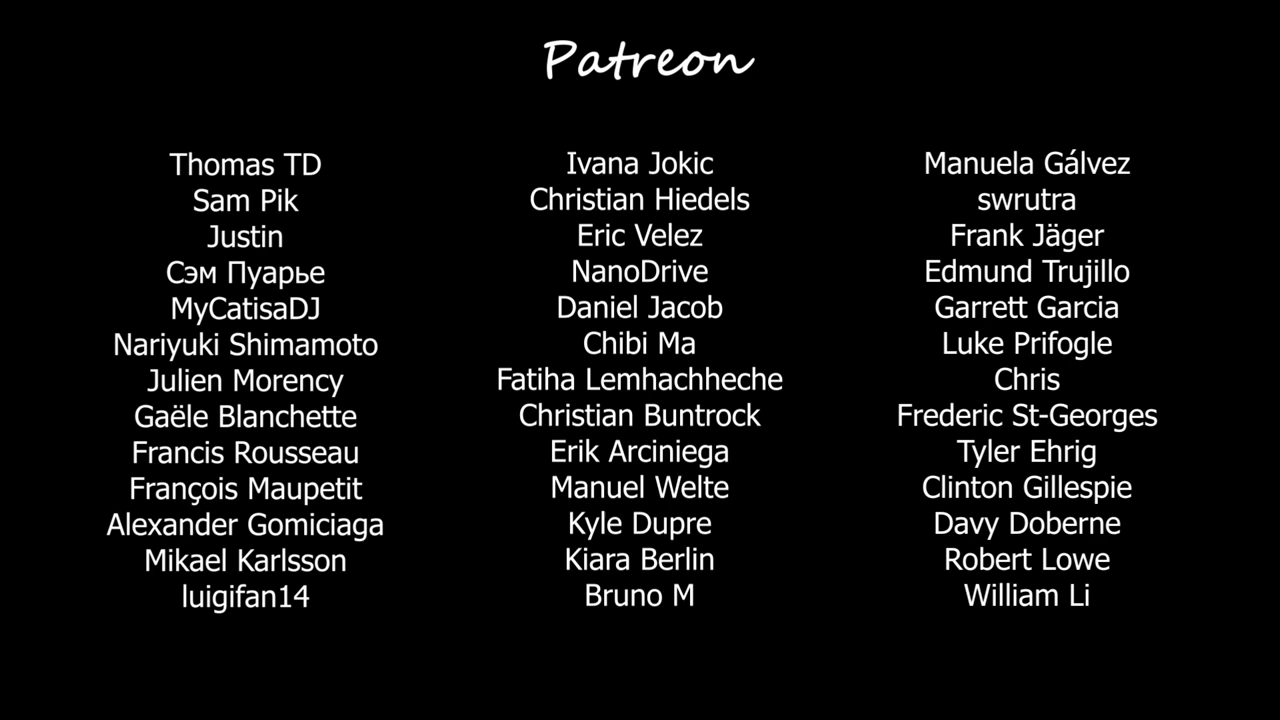 Patreon
Thomas TD
Sam Pik
Justin
Сэм Пуарье
MyCatisaDJ
Nariyuki Shimamoto
Julien Morency
Gaële Blanchette
Francis Rousseau
François Maupetit
Alexander Gomiciaga
Mikael Karlsson
luigifan14
Ivana Jokic
Christian Hiedels
Eric Velez
NanoDrive
Daniel Jacob
Chibi Ma
Fatiha Lemhachheche
Christian Buntrock
Erik Arciniega
Manuel Welte
Kyle Dupre
Kiara Berlin
Bruno M
Manuela Gálvez
swrutra
Frank Jäger
Edmund Trujillo
Garrett Garcia
Luke Prifogle
Chris
Frederic St-Georges
Tyler Ehrig
Clinton Gillespie
Davy Doberne
Robert Lowe
William Li